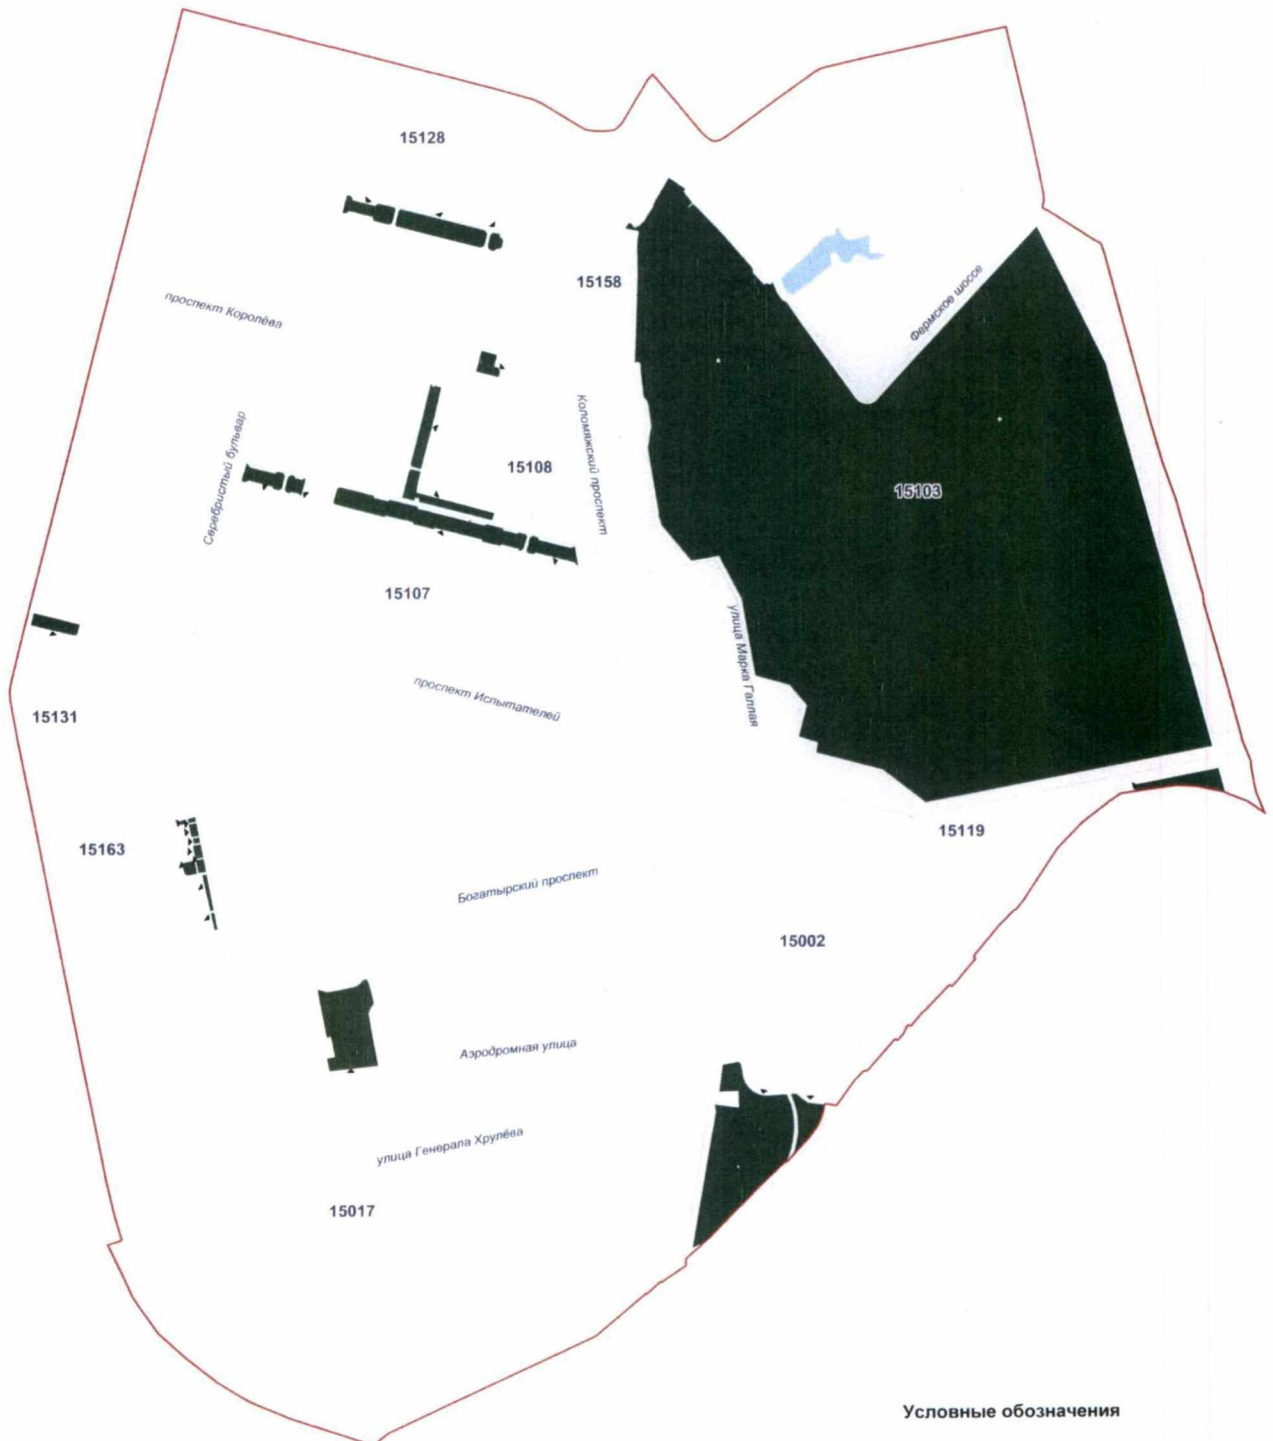 15128
15158
проспект Королёва
Фермское шоссе
Коломяжский проспект
Серебристый бульвар
15108
15103
15107
улица Марка Галлая
проспект Испытателей
15131
15119
15163
Богатырский проспект
15002
Аэродромная улица
улица Генерала Хрулёва
15017
Условные обозначения